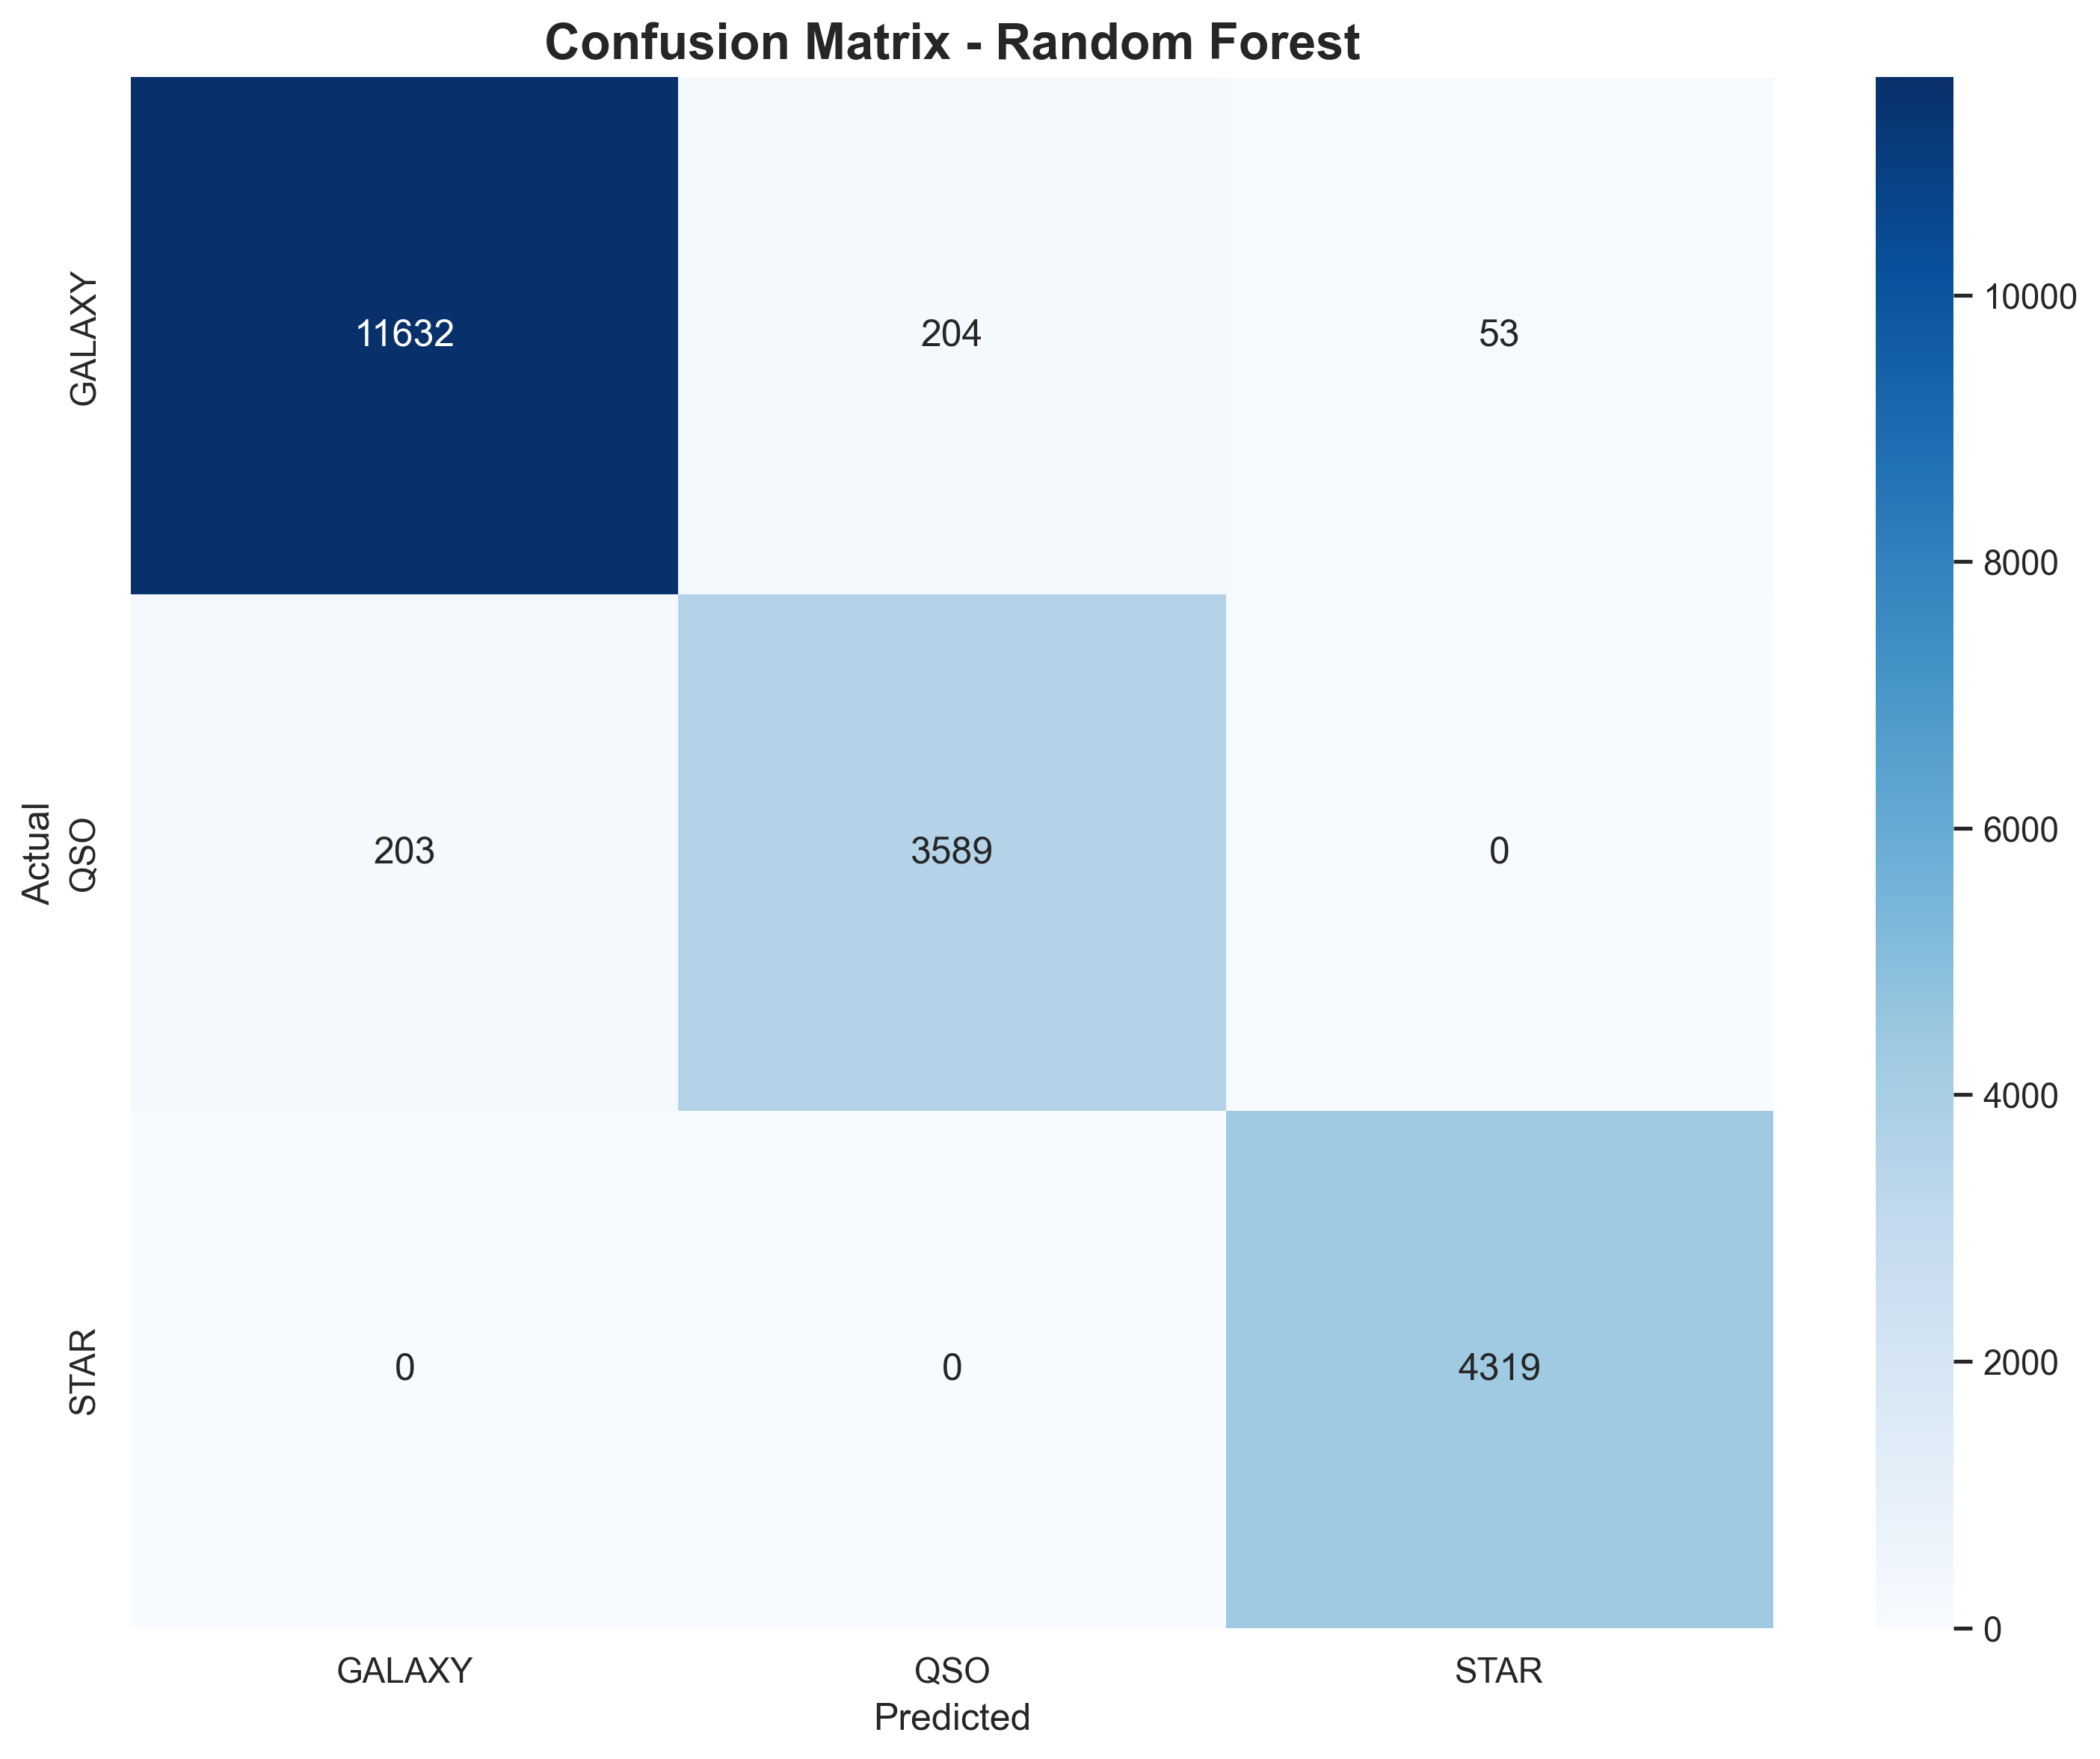 Confusion Matrix - Random Forest
Actual
GALAXY
11632 204 53
QSO
203 3589 0
STAR
0 0 4319
GALAXY QSO STAR
Predicted
10000
8000
6000
4000
2000
0